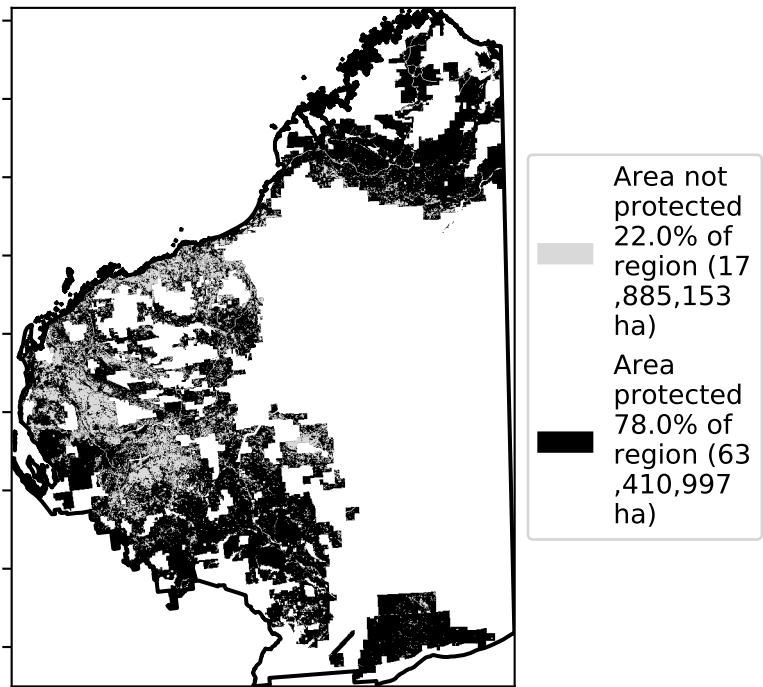 Area not
protected
22.0% of
region (17
,885,153
ha)
Area
protected
78.0% of
region (63
,410,997
ha)